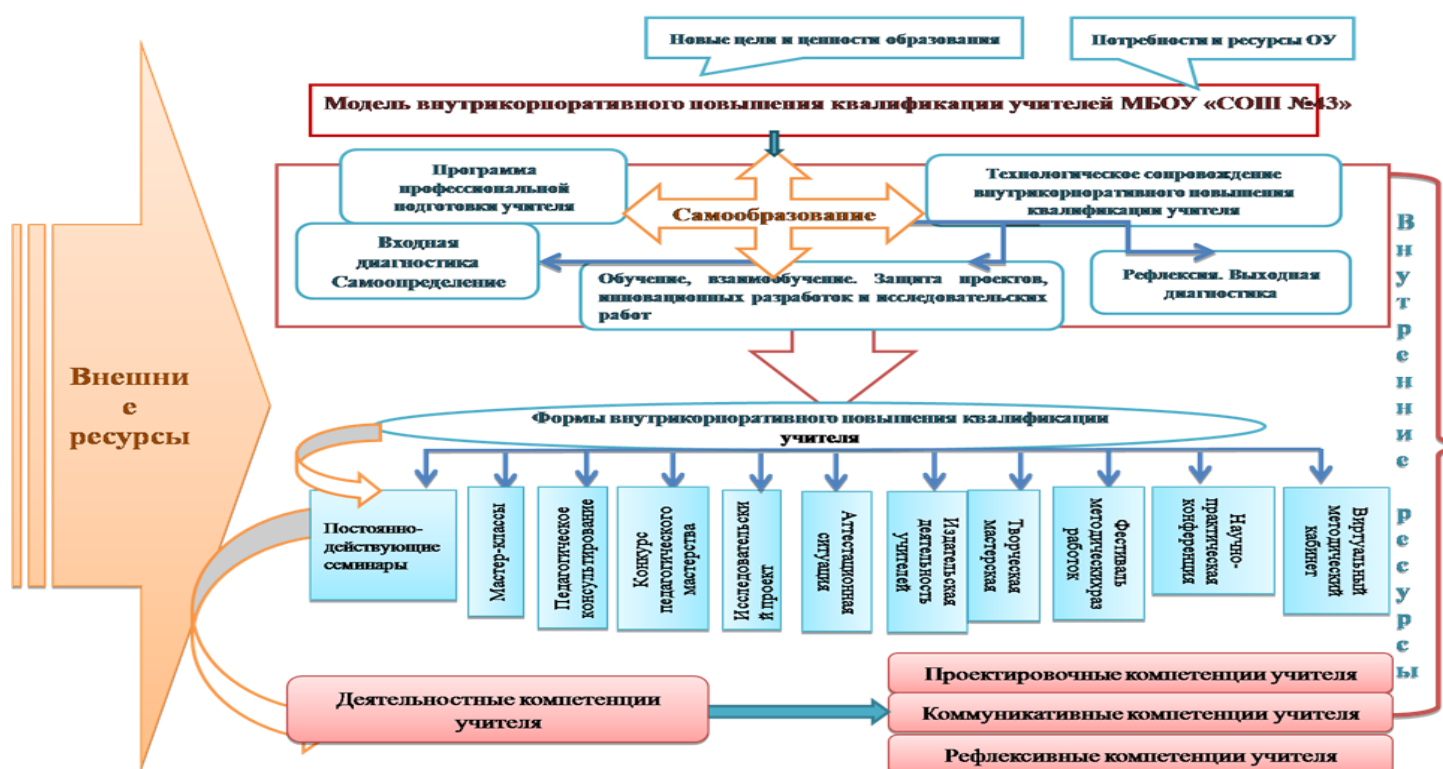 Новые цели и ценности образования
Потребности и ресурсы ОУ
Модель внутрикорпоративного повышения квалификации учителей МБОУ «СОШ №43»
Программа
профессиональной
подготовки учителя
Технологическое сопровождение
внутрикорпоративного повышения
квалификации учителя
Самообразование
Входная
диагностика
Самоопределение
Обучение, взаимообучение. Защита проектов,
инновационных разработок и исследовательских
работ
Рефлексия. Выходная
диагностика
Внешни
е
ресурсы
Внутренние ресурсы
Формы внутрикорпоративного повышения квалификации
учителя
Постоянно-
действующие
семинары
Мастер-классы
Педагогическое
консультирование
Конкурс
педагогического
мастерства
Исследовательски
й проект
Аттестационная
ситуация
Издательская
деятельность
учителей
Творческая
мастерская
Фестиваль
методическихраз
работок
Научно-
практическая
конференция
Виртуальный
методический
кабинет
Деятельностные компетенции
учителя
Проектировочные компетенции учителя
Коммуникативные компетенции учителя
Рефлексивные компетенции учителя